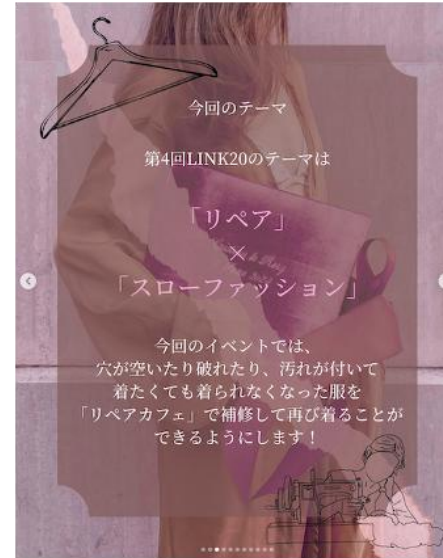 今回のテーマ
第4回LINK20のテーマは
「リペア」
×
「スローファッション」
今回のイベントでは、
穴が空いたり破れたり、汚れが付いて
着たくても着られなくなった服を
「リペアカフェ」で補修して再び着ることが
できるようにします！